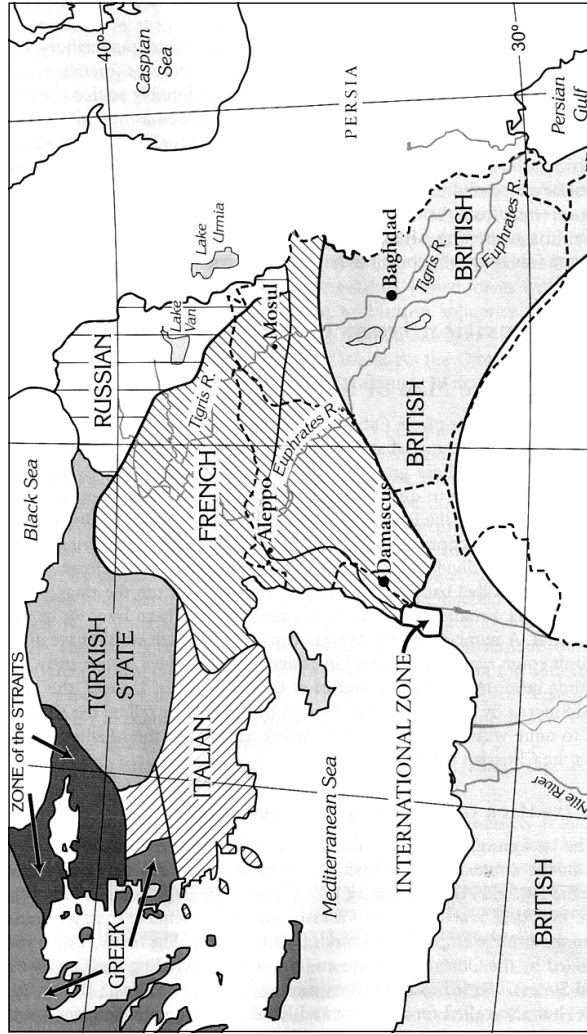 ZONE of the STRAITS
Black Sea
40°
Caspian
Sea
TURKISH
STATE
RUSSIAN
Lake
Van
Lake
Urmia
GREEK
ITALIAN
FRENCH
Tigris R.
Mosul
PERSIA
Aleppo
Euphrates R.
Mediterranean Sea
Damascus
Baghdad
Tigris R.
INTERNATIONAL ZONE
BRITISH
BRITISH
Euphrates R.
30°
Persian
Gulf
Nile River
BRITISH